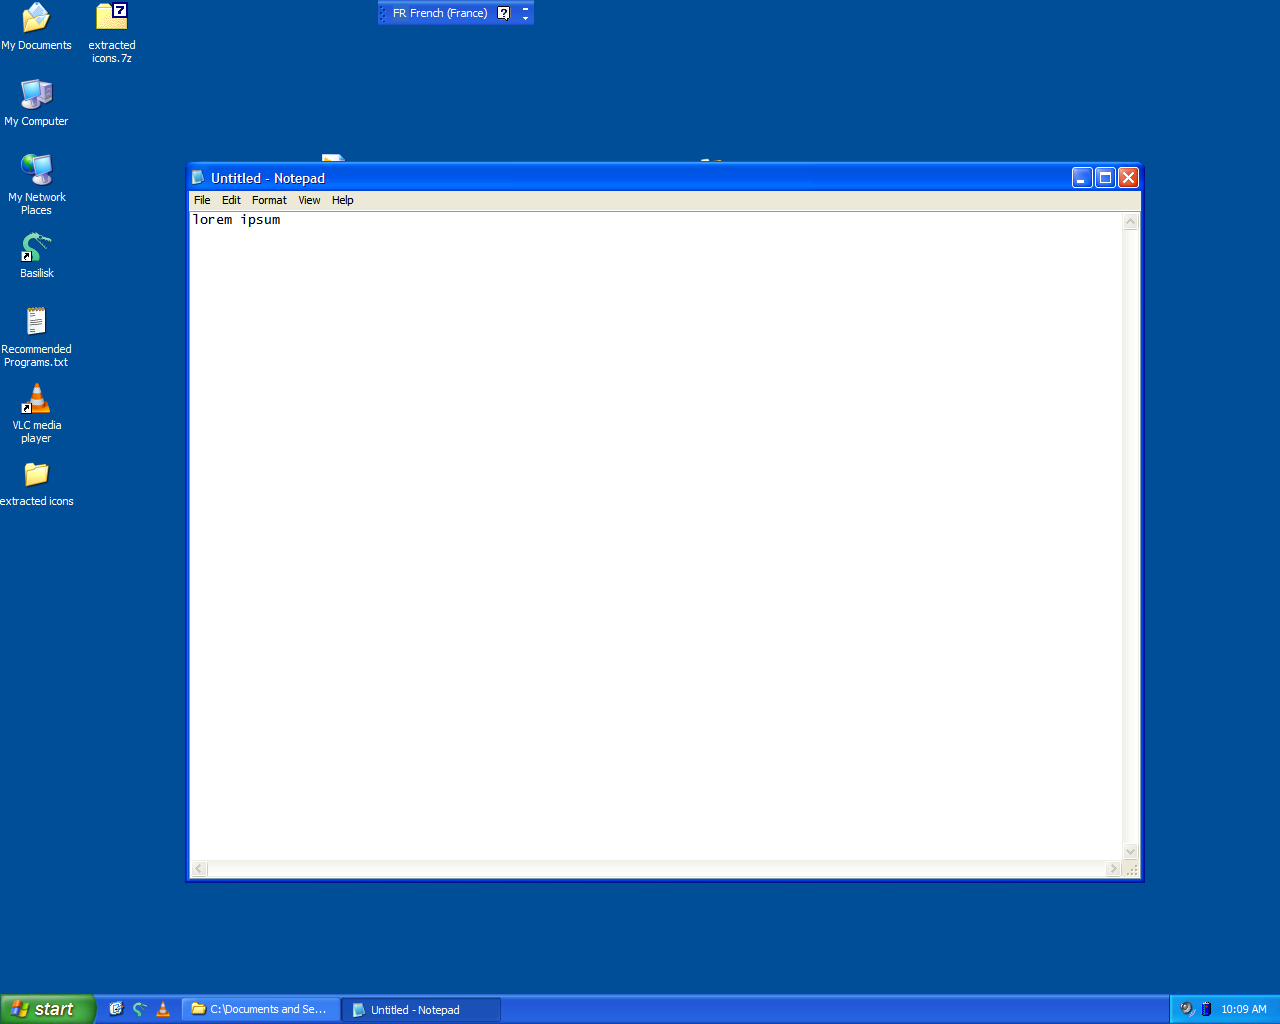 FR French (France)
My Documents
extracted
icons.7z
My Computer
My Network
Places
Basilisk
Recommended
Programs.txt
VLC media
player
extracted icons
Untitled - Notepad
File Edit Format View Help
lorem ipsum
start
C:\Documents and Se...
Untitled - Notepad
10:09 AM